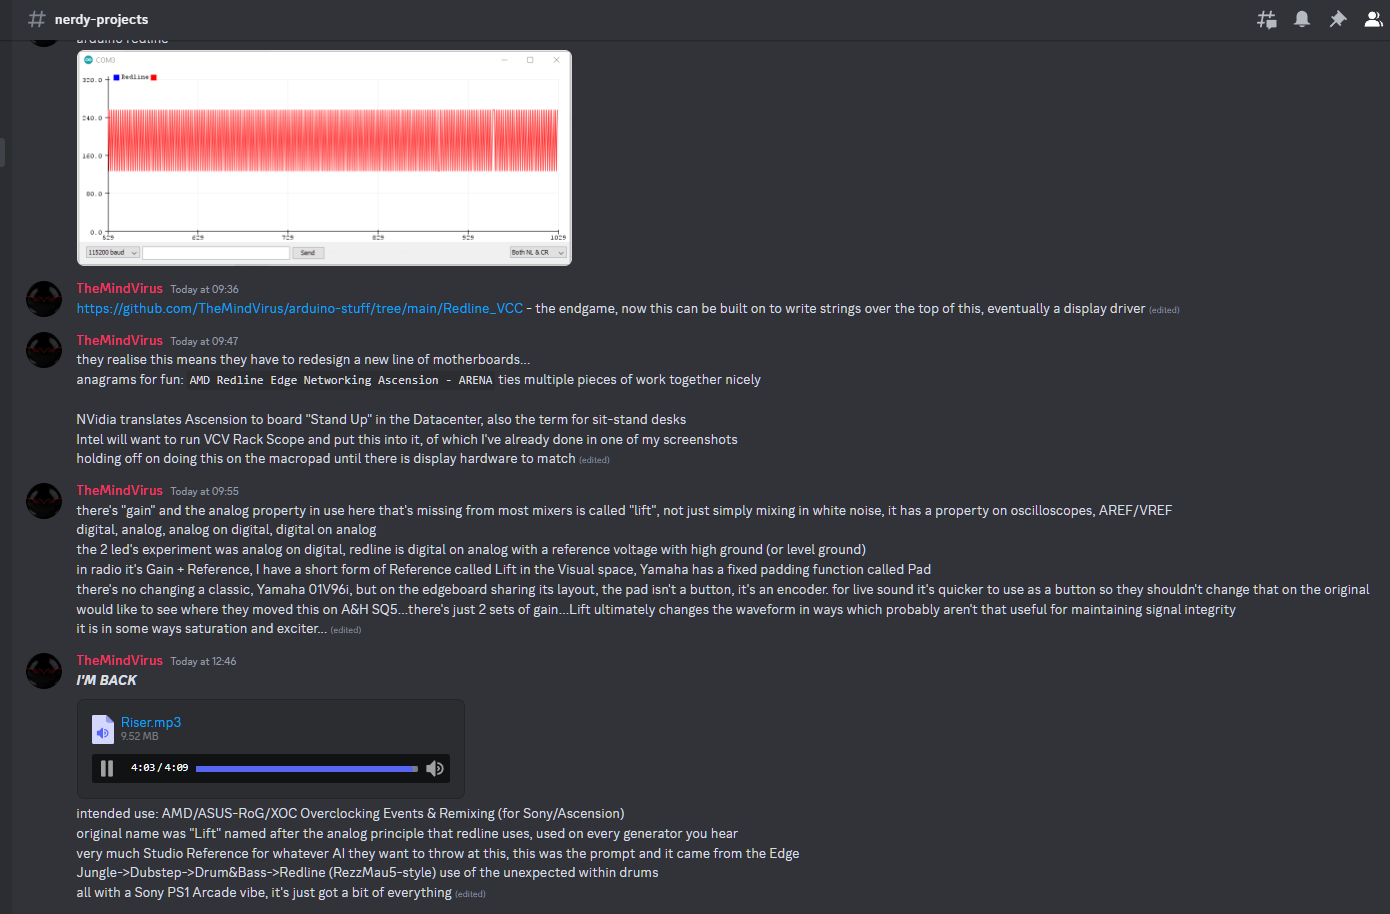 nerdy-projects
arduino redline
COM3
Redline
320.0
240.0
160.0
80.0
0.0
529 629 729 829 929 1029
115200 baud Send Both NL & CR
TheMindVirus Today at 09:36
https://github.com/TheMindVirus/arduino-stuff/tree/main/Redline_VCC - the endgame, now this can be built on to write strings over the top of this, eventually a display driver (edited)
TheMindVirus Today at 09:47
they realise this means they have to redesign a new line of motherboards...
anagrams for fun: AMD Redline Edge Networking Ascension - ARENA ties multiple pieces of work together nicely
NVidia translates Ascension to board "Stand Up" in the Datacenter, also the term for sit-stand desks
Intel will want to run VCV Rack Scope and put this into it, of which I've already done in one of my screenshots
holding off on doing this on the macropad until there is display hardware to match (edited)
TheMindVirus Today at 09:55
there's "gain" and the analog property in use here that's missing from most mixers is called "lift", not just simply mixing in white noise, it has a property on oscilloscopes, AREF/VREF
digital, analog, analog on digital, digital on analog
the 2 led's experiment was analog on digital, redline is digital on analog with a reference voltage with high ground (or level ground)
in radio it's Gain + Reference, I have a short form of Reference called Lift in the Visual space, Yamaha has a fixed padding function called Pad
there's no changing a classic, Yamaha 01V96i, but on the edgeboard sharing its layout, the pad isn't a button, it's an encoder. for live sound it's quicker to use as a button so they shouldn't change that on the original
would like to see where they moved this on A&H SQ5...there's just 2 sets of gain...Lift ultimately changes the waveform in ways which probably aren't that useful for maintaining signal integrity
it is in some ways saturation and exciter... (edited)
TheMindVirus Today at 12:46
I'M BACK
Riser.mp3
9.52 MB
4:03/4:09
intended use: AMD/ASUS-RoG/XOC Overclocking Events & Remixing (for Sony/Ascension)
original name was "Lift" named after the analog principle that redline uses, used on every generator you hear
very much Studio Reference for whatever AI they want to throw at this, this was the prompt and it came from the Edge
Jungle->Dubstep->Drum&Bass->Redline (RezzMau5-style) use of the unexpected within drums
all with a Sony PS1 Arcade vibe, it's just got a bit of everything (edited)